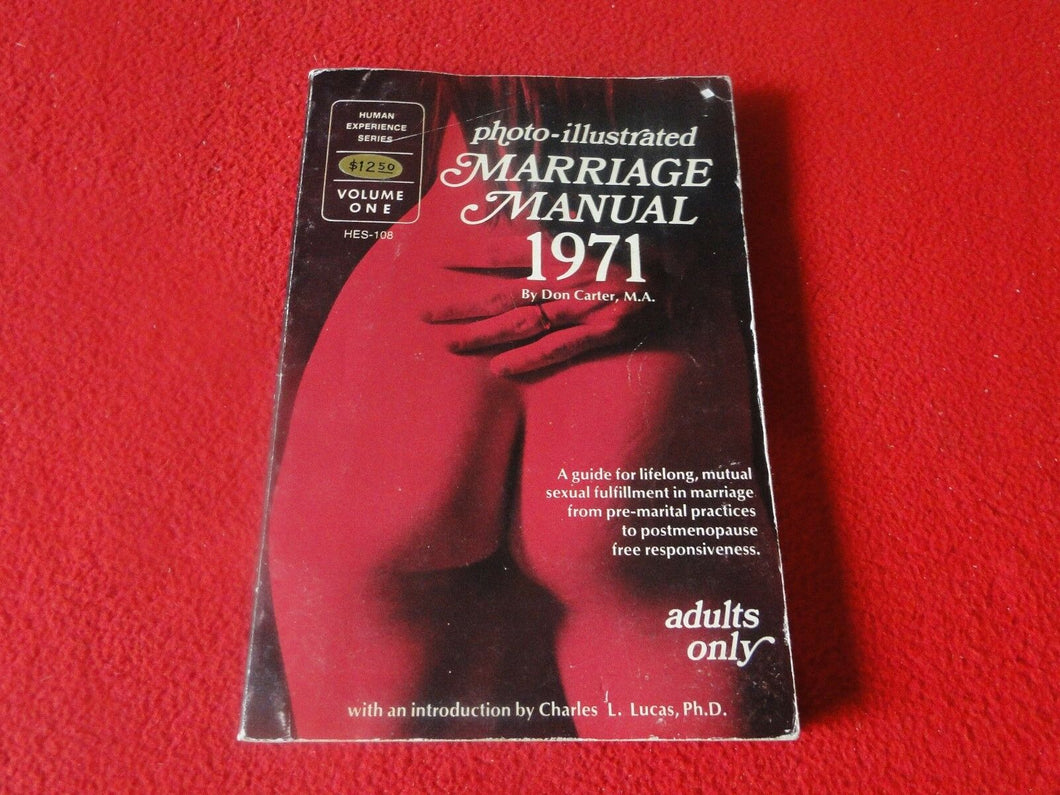 HUMAN
EXPERIENCE
SERIES
$12.50
VOLUME
ONE
HES-108
photo-illustrated
MARRIAGE
MANUAL
1971
By Don Carter, M.A.
A guide for lifelong, mutual
sexual fulfillment in marriage
from pre-marital practices
to postmenopause
free responsiveness.
adults
only
with an introduction by Charles L. Lucas, Ph.D.